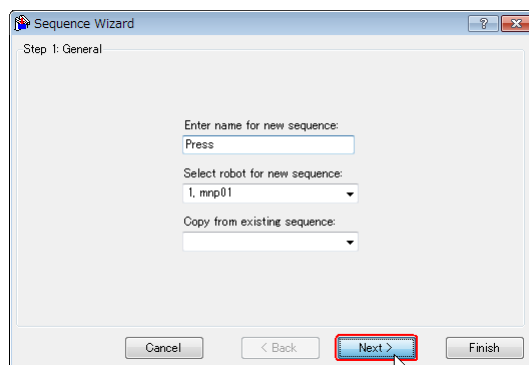 Sequence Wizard
Step 1: General
Enter name for new sequence:
Press
Select robot for new sequence:
1, mnp01
Copy from existing sequence:
Cancel
< Back
Next >
Finish